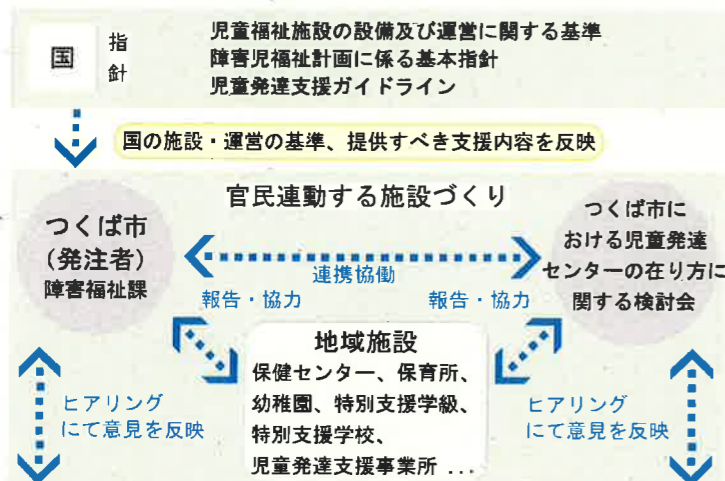 国
指
針
児童福祉施設の設備及び運営に関する基準
障害児福祉計画に係る基本指針
児童発達支援ガイドライン
国の施設・運営の基準、提供すべき支援内容を反映
官民連動する施設づくり
つくば市
(発注者)
障害福祉課
つくば市に
おける児童発達
センターの在り方に
関する検討会
連携協働
報告・協力
報告・協力
地域施設
保健センター、保育所、
幼稚園、特別支援学級、
特別支援学校、
児童発達支援事業所 ...
ヒアリング
にて意見を反映
ヒアリング
にて意見を反映